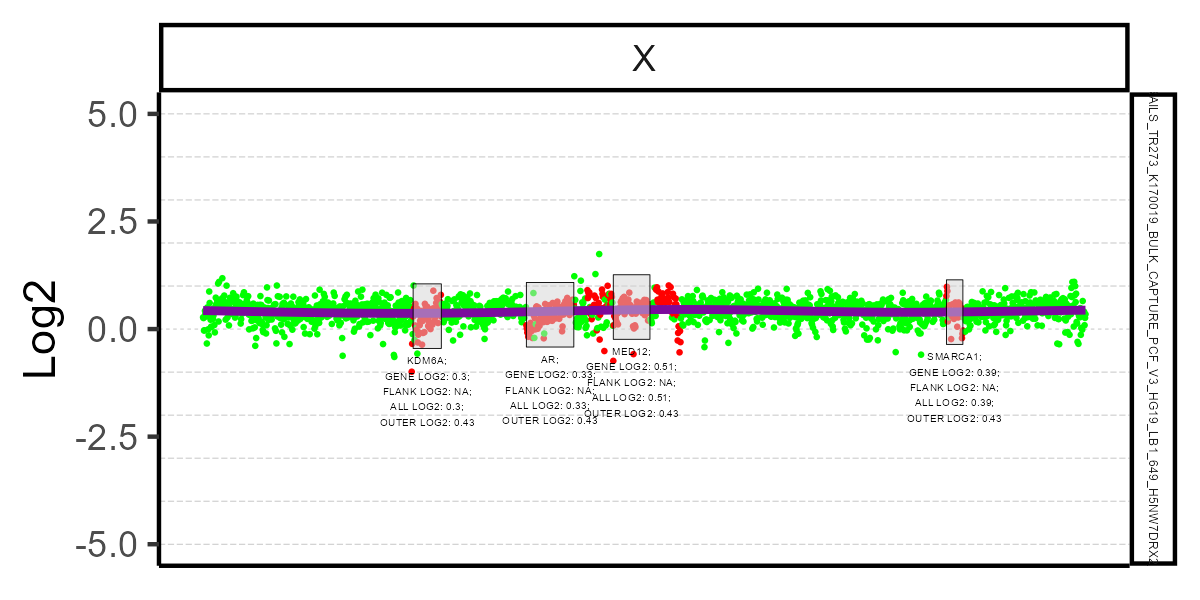 X
Log2
5.0
2.5
0.0
-2.5
-5.0
KDM6A;
GENE LOG2: 0.3;
FLANK LOG2: NA;
ALL LOG2: 0.3;
OUTER LOG2: 0.43
AR;
GENE LOG2: 0.33;
FLANK LOG2: NA;
ALL LOG2: 0.33;
OUTER LOG2: 0.43
MED12;
GENE LOG2: 0.51;
FLANK LOG2: NA;
ALL LOG2: 0.51;
OUTER LOG2: 0.43
SMARCA1;
GENE LOG2: 0.39;
FLANK LOG2: NA;
ALL LOG2: 0.39;
OUTER LOG2: 0.43
AILS_TR273_K170019_BULK_CAPTURE_PCF_V3_HG19_LB1_649_H5NW7DRX2